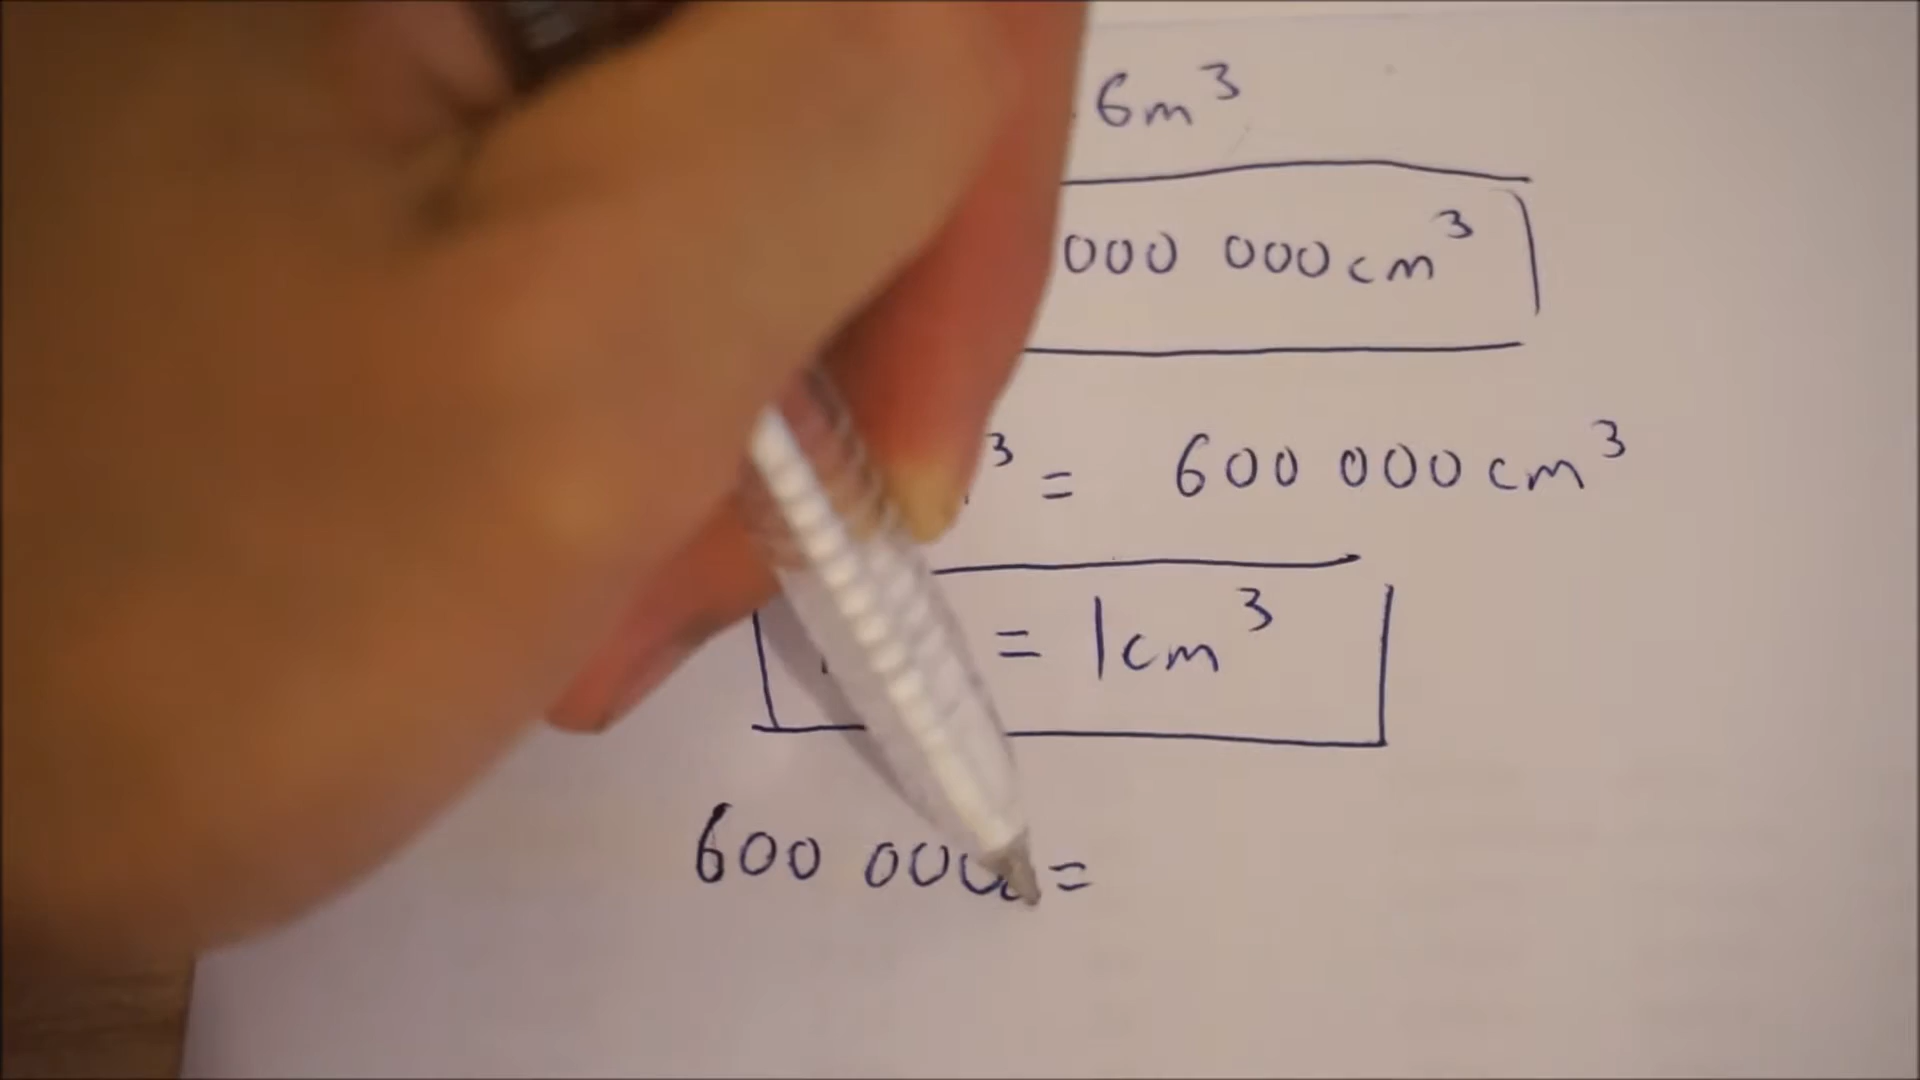 .6m³
000 000cm³
³ = 600 000cm³
= 1cm³
600 000 =